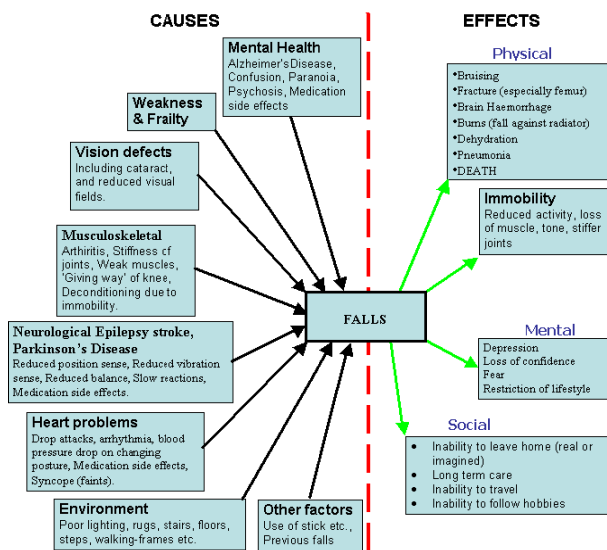 CAUSES
EFFECTS
Mental Health
Alzheimer'sDisease,
Confusion, Paranoia,
Psychosis, Medication
side effects
Weakness
& Frailty
Vision defects
Including cataract,
and reduced visual
fields.
Musculoskeletal
Arthiritis, Stiffness cf
joints, Weak muscles,
'Giving way' of knee,
Deconditioning due to
immobility.
Neurological Epilepsy stroke,
Parkinson's Disease
Reduced position sense, Reduced vibration
sense, Reduced balance, Slow reactions,
Medication side effects.
Heart problems
Drop attacks, arrhythmia, blood
pressure drop on changing
posture, Medication side effects,
Syncope (faints).
Environment
Poor lighting, rugs, stairs, floors,
steps, walking-frames etc.
Other factors
Use of stick etc.,
Previous falls
FALLS
Physical
•Bruising
•Fracture (especially femur)
•Brain Haemorrhage
•Burns (fall against radiator)
•Dehydration
•Pneumonia
•DEATH
Immobility
Reduced activity, loss
of muscle, tone, stiffer
joints
Mental
Depression
Loss of confidence
Fear
Restriction of lifestyle
Social
• Inability to leave home (real or
imagined)
• Long term care
• Inability to travel
• Inability to follow hobbies